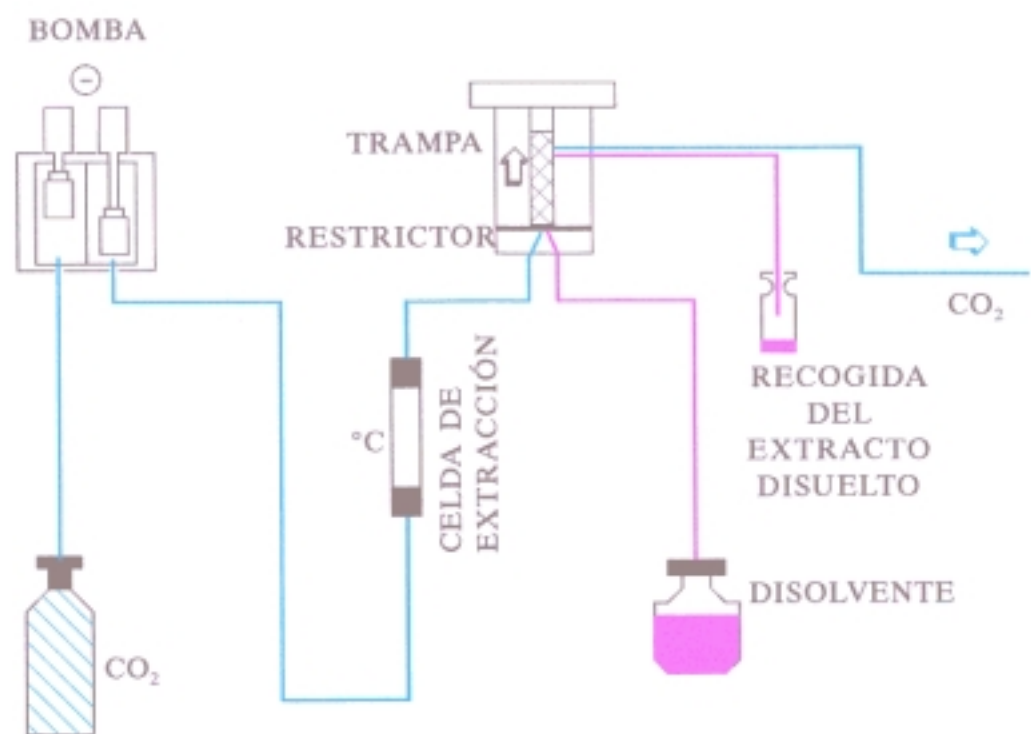 BOMBA
−
TRAMPA
RESTRICTOR
CO₂
°C
CELDA DE
EXTRACCIÓN
RECOGIDA
DEL
EXTRACTO
DISUELTO
DISOLVENTE
CO₂